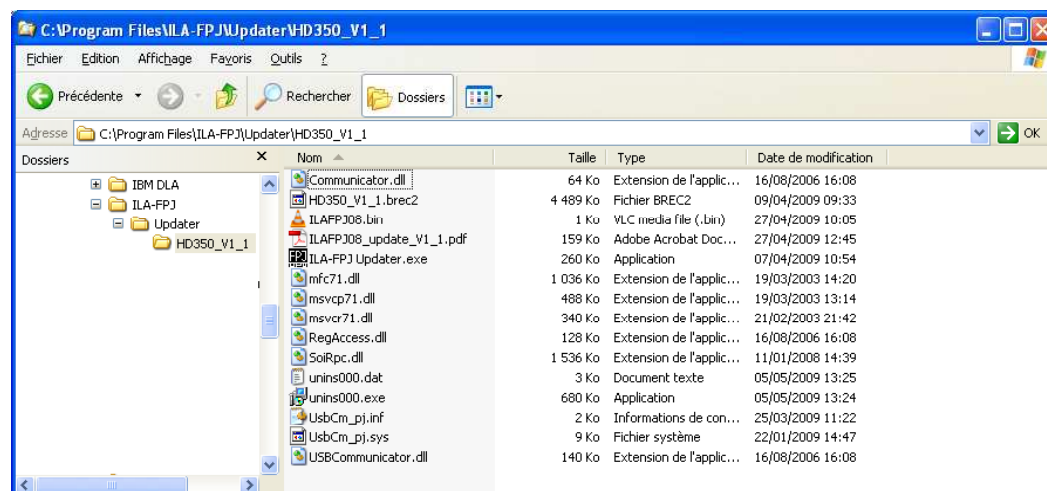 C:\Program Files\ILA-FPJ\Updater\HD350_V1_1
Fichier Edition Affichage Favoris Outils ?
Précédente Rechercher Dossiers
Adresse C:\Program Files\ILA-FPJ\Updater\HD350_V1_1 OK
Dossiers × Nom Taille Type Date de modification
IBM DLA
ILA-FPJ
Updater
HD350_V1_1
Communicator.dll 64 Ko Extension de l'applic... 16/08/2006 16:08
HD350_V1_1.brec2 4 489 Ko Fichier BREC2 09/04/2009 09:33
ILAFPJ08.bin 1 Ko VLC media file (.bin) 27/04/2009 10:05
ILAFPJ08_update_V1_1.pdf 159 Ko Adobe Acrobat Doc... 27/04/2009 12:45
ILA-FPJ Updater.exe 260 Ko Application 07/04/2009 10:54
mfc71.dll 1 036 Ko Extension de l'applic... 19/03/2003 14:20
msvcp71.dll 488 Ko Extension de l'applic... 19/03/2003 13:14
msvcr71.dll 340 Ko Extension de l'applic... 21/02/2003 21:42
RegAccess.dll 128 Ko Extension de l'applic... 16/08/2006 16:08
SoiRpc.dll 1 536 Ko Extension de l'applic... 11/01/2008 14:39
unins000.dat 3 Ko Document texte 05/05/2009 13:25
unins000.exe 680 Ko Application 05/05/2009 13:24
UsbCm_pj.inf 2 Ko Informations de con... 25/03/2009 11:22
UsbCm_pj.sys 9 Ko Fichier système 22/01/2009 14:47
USBCommunicator.dll 140 Ko Extension de l'applic... 16/08/2006 16:08